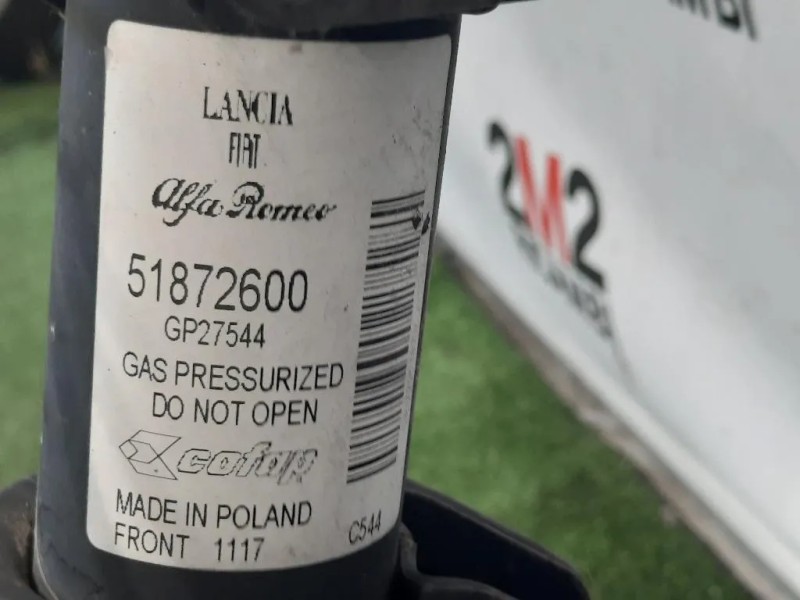 LANCIA
FIAT
Alfa Romeo
51872600
GP27544
GAS PRESSURIZED
DO NOT OPEN
cofap
MADE IN POLAND
FRONT 1117
C544
2M2